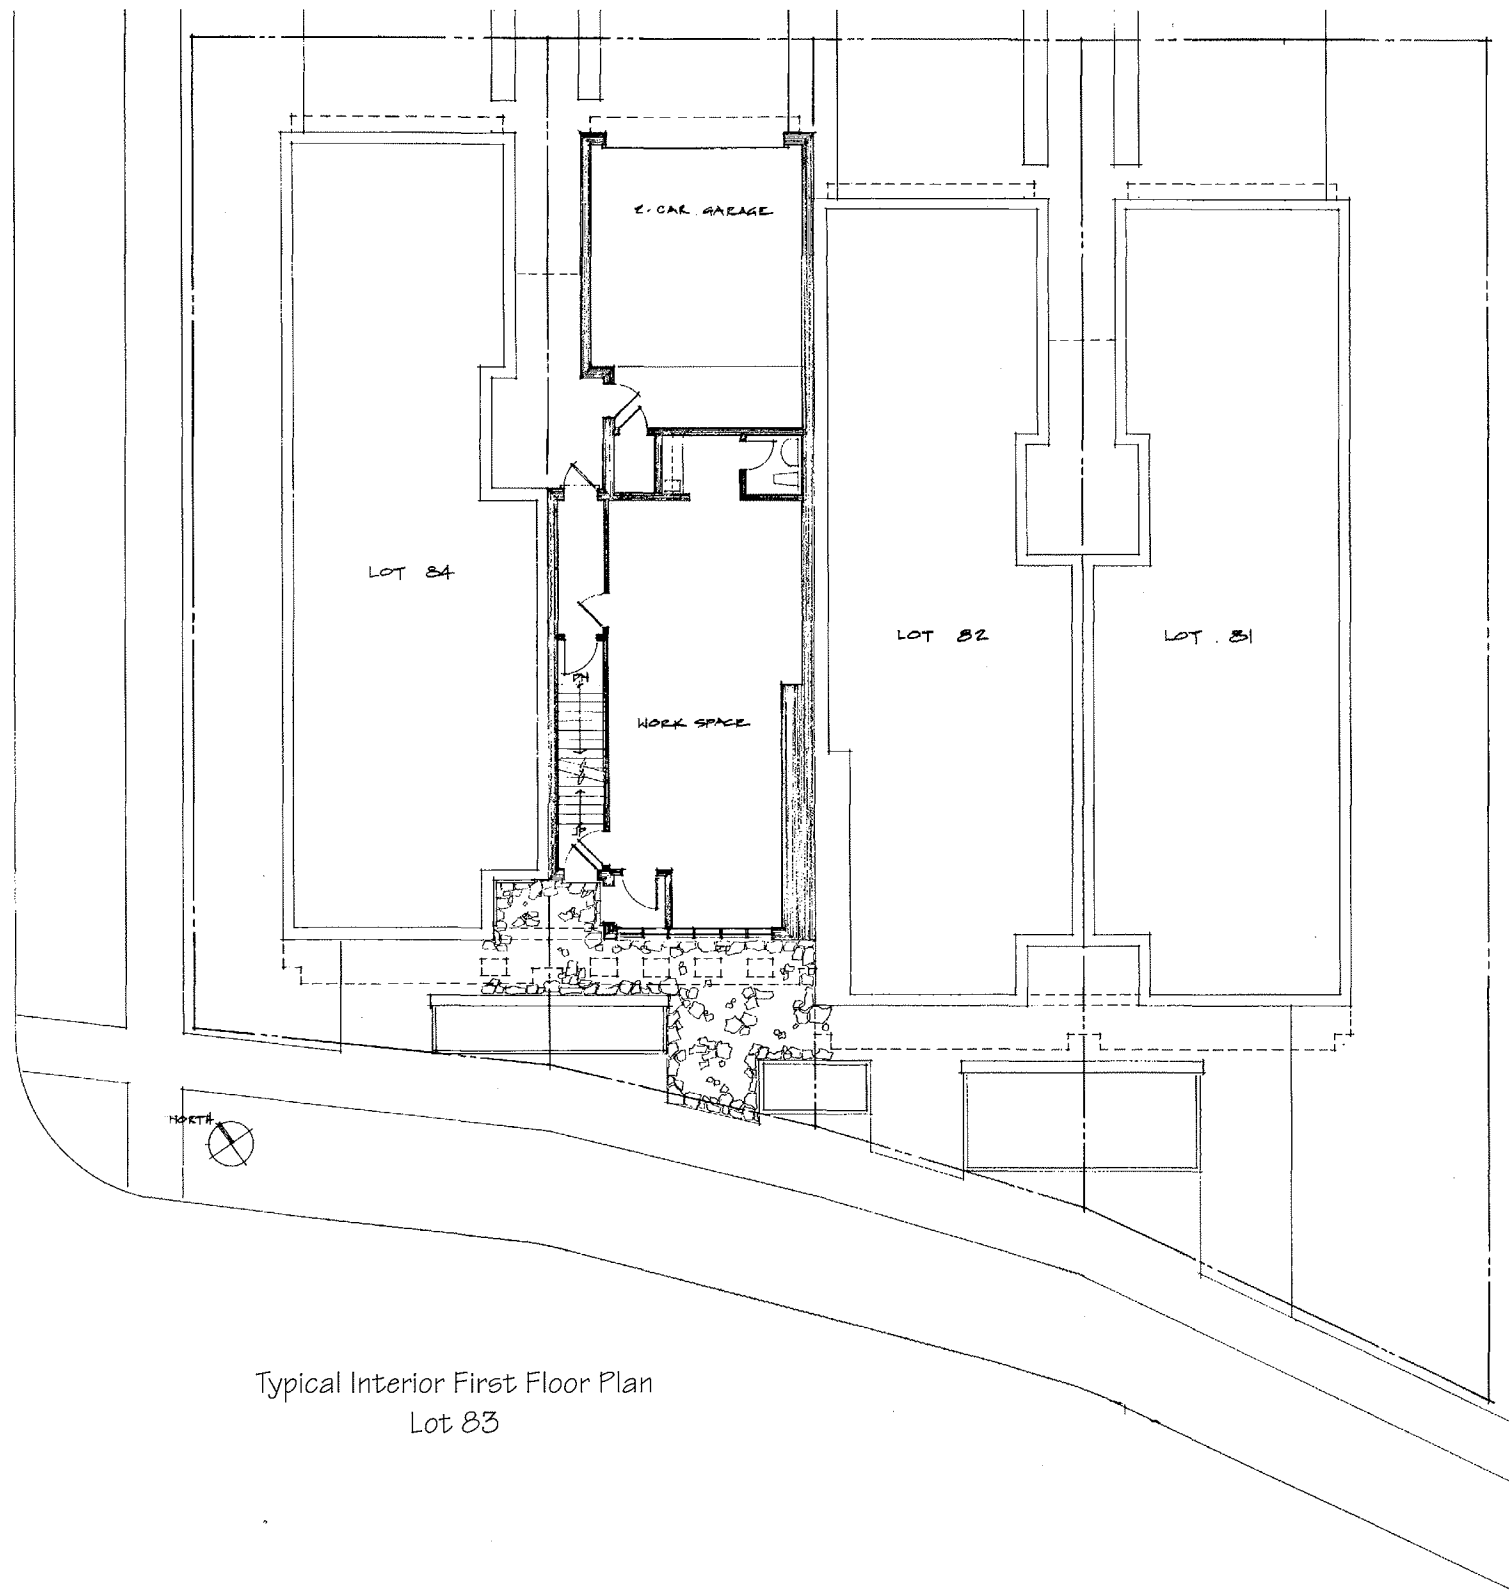 2-CAR GARAGE
LOT 84
LOT 82
LOT 81
DN
WORK SPACE
UP
NORTH
Typical Interior First Floor Plan
Lot 83